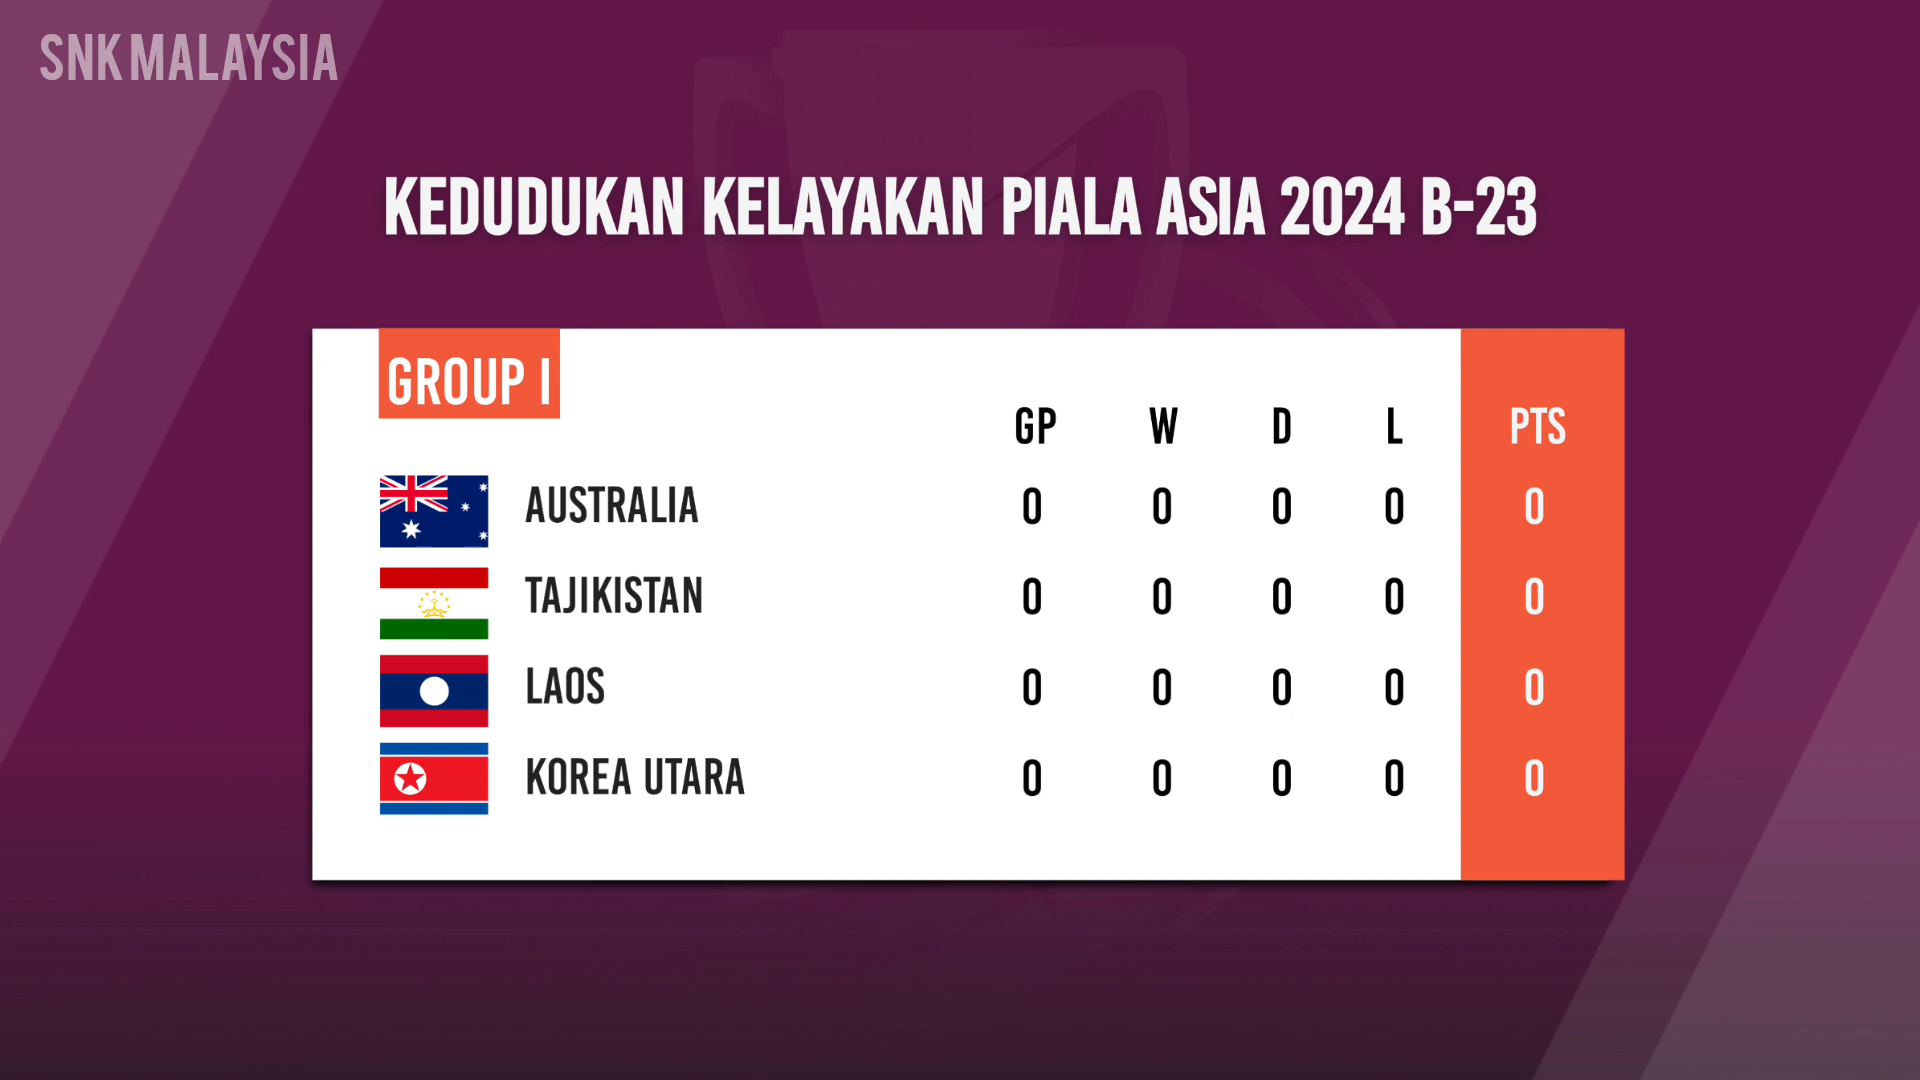 SNK MALAYSIA
KEDUDUKAN KELAYAKAN PIALA ASIA 2024 B-23
GROUP I
GP W D L PTS
AUSTRALIA 0 0 0 0 0
TAJIKISTAN 0 0 0 0 0
LAOS 0 0 0 0 0
KOREA UTARA 0 0 0 0 0